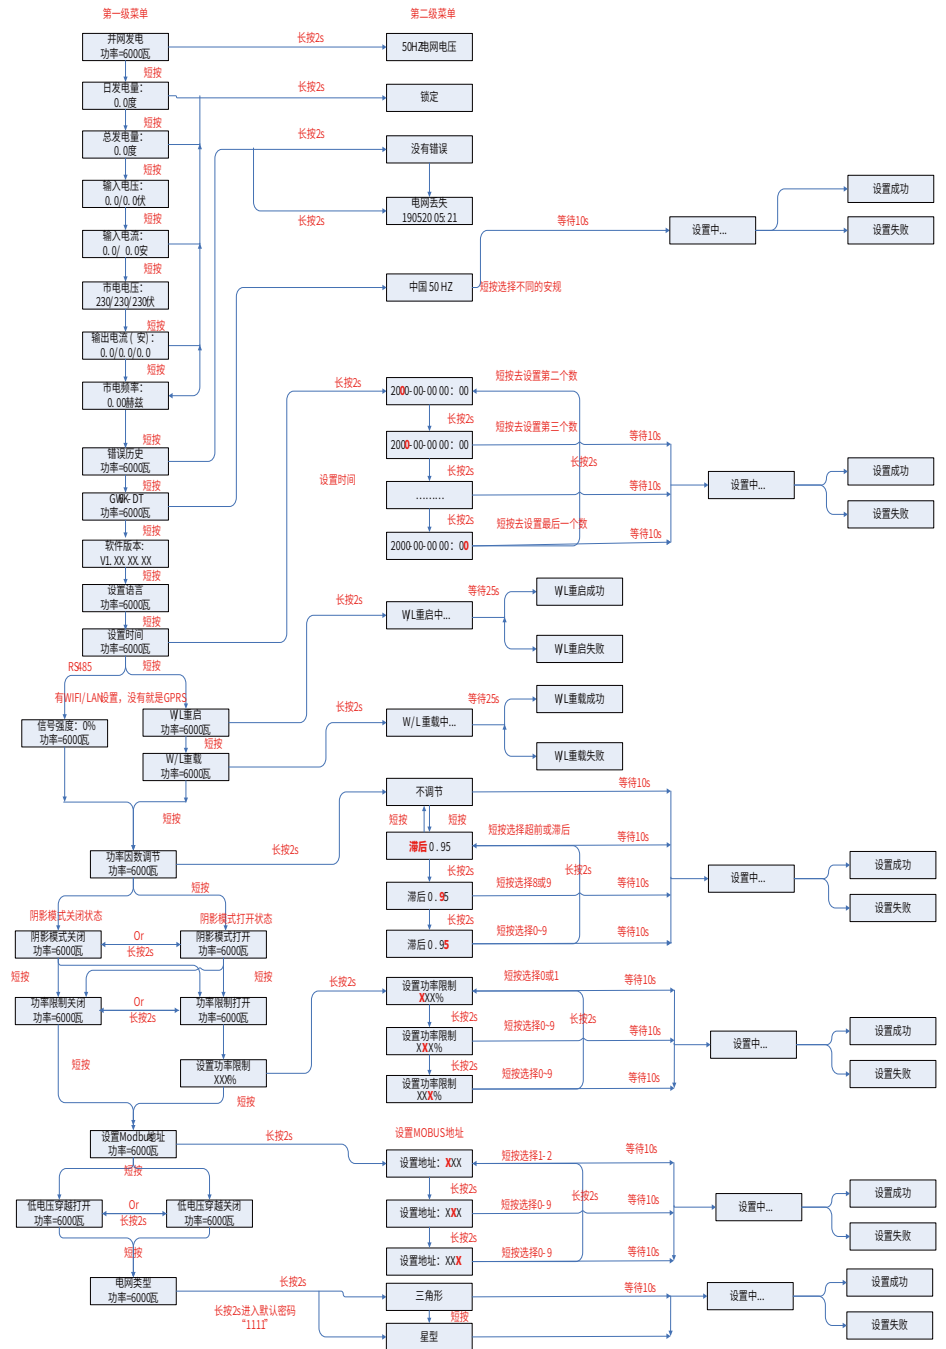 第一级菜单
第二级菜单
并网发电
功率=6000瓦
长按2s
50HZ电网电压
短按
日发电量:
0.0度
长按2s
锁定
短按
总发电量:
0.0度
长按2s
没有错误
短按
输入电压:
0.0/0.0伏
电网丢失
190520 05:21
长按2s
设置成功
短按
输入电流:
0.0/ 0.0安
等待10s
设置中...
设置失败
短按
市电电压:
230/230/230伏
中国 50 HZ
短按选择不同的安规
短按
输出电流(安):
0.0/0.0/0.0
短按
市电频率:
0.00赫兹
长按2s
2000-00-00 00:00
短按去设置第二个数
长按2s
短按
错误历史
功率=6000瓦
2000-00-00 00:00
短按去设置第三个数
等待10s
长按2s
长按2s
设置成功
短按
设置时间
GWK-DT
功率=6000瓦
.........
等待10s
设置中...
设置失败
短按
长按2s
短按去设置最后一个数
软件版本:
V1.XX.XX.XX
2000-00-00 00:00
等待10s
短按
设置语言
功率=6000瓦
等待25s
W/L重启成功
短按
长按2s
W/L重启中...
设置时间
功率=6000瓦
W/L重启失败
RS485
短按
有WIFI/LAN设置，没有就是GPRS
等待25s
W/L重载成功
信号强度: 0%
功率=6000瓦
W/L重启
功率=6000瓦
长按2s
W/L重载中...
短按
W/L重载
功率=6000瓦
W/L重载失败
不调节
等待10s
短按
短按
短按
短按选择超前或滞后
滞后 0.95
等待10s
长按2s
功率因数调节
功率=6000瓦
长按2s
长按2s
设置成功
短按
滞后 0.95
短按选择8或9
等待10s
设置中...
设置失败
阴影模式关闭状态
阴影模式打开状态
长按2s
短按选择0~9
阴影模式关闭
功率=6000瓦
Or
长按2s
阴影模式打开
功率=6000瓦
滞后 0.95
等待10s
短按
短按
长按2s
设置功率限制
XXX%
短按选择0或1
等待10s
功率限制关闭
功率=6000瓦
Or
长按2s
功率限制打开
功率=6000瓦
长按2s
长按2s
设置成功
设置功率限制
XXX%
短按选择0~9
等待10s
设置中...
短按
设置功率限制
XXX%
长按2s
设置失败
设置功率限制
XXX%
短按选择0~9
等待10s
短按
设置Modbus地址
功率=6000瓦
长按2s
设置MOBUS地址
设置地址: XXX
短按选择1-2
等待10s
短按
长按2s
长按2s
设置成功
低电压穿越打开
功率=6000瓦
Or
长按2s
低电压穿越关闭
功率=6000瓦
设置地址: XXX
短按选择0-9
等待10s
设置中...
长按2s
设置失败
短按
设置地址: XXX
短按选择0-9
等待10s
电网类型
功率=6000瓦
长按2s
三角形
等待10s
设置中...
设置成功
长按2s进入默认密码
“1111”
短按
星型
设置失败